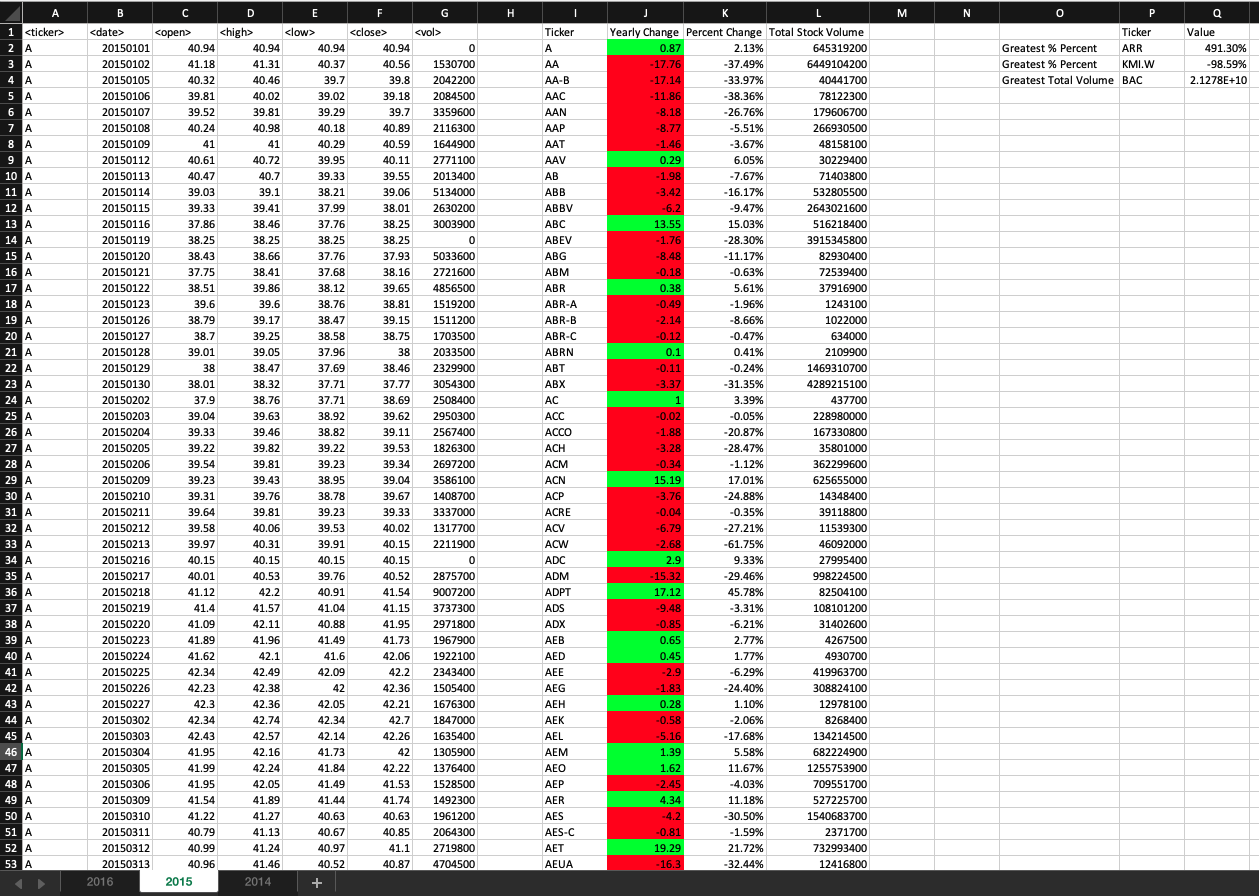 A B C D E F G H I J K L M N O P Q
1 <ticker> <date> <open> <high> <low> <close> <vol> Ticker Yearly Change Percent Change Total Stock Volume Ticker Value
2 A 20150101 40.94 40.94 40.94 40.94 0 A 0.87 2.13% 645319200 Greatest % Percent ARR 491.30%
3 A 20150102 41.18 41.31 40.37 40.56 1530700 AA -17.76 -37.49% 6449104200 Greatest % Percent KMI.W -98.59%
4 A 20150105 40.32 40.46 39.7 39.8 2042200 AA-B -17.14 -33.97% 40441700 Greatest Total Volume BAC 2.1278E+10
5 A 20150106 39.81 40.02 39.02 39.18 2084500 AAC -11.86 -38.36% 78122300
6 A 20150107 39.52 39.81 39.29 39.7 3359600 AAN -8.18 -26.76% 179606700
7 A 20150108 40.24 40.98 40.18 40.89 2116300 AAP -8.77 -5.51% 266930500
8 A 20150109 41 41 40.29 40.59 1644900 AAT -1.46 -3.67% 48158100
9 A 20150112 40.61 40.72 39.95 40.11 2771100 AAV 0.29 6.05% 30229400
10 A 20150113 40.47 40.7 39.33 39.55 2013400 AB -1.98 -7.67% 71403800
11 A 20150114 39.03 39.1 38.21 39.06 5134000 ABB -3.42 -16.17% 532805500
12 A 20150115 39.33 39.41 37.99 38.01 2630200 ABBV -6.2 -9.47% 2643021600
13 A 20150116 37.86 38.46 37.76 38.25 3003900 ABC 13.55 15.03% 516218400
14 A 20150119 38.25 38.25 38.25 38.25 0 ABEV -1.76 -28.30% 3915345800
15 A 20150120 38.43 38.66 37.76 37.93 5033600 ABG -8.48 -11.17% 82930400
16 A 20150121 37.75 38.41 37.68 38.16 2721600 ABM -0.18 -0.63% 72539400
17 A 20150122 38.51 39.86 38.12 39.65 4856500 ABR 0.38 5.61% 37916900
18 A 20150123 39.6 39.6 38.76 38.81 1519200 ABR-A -0.49 -1.96% 1243100
19 A 20150126 38.79 39.17 38.47 39.15 1511200 ABR-B -2.14 -8.66% 1022000
20 A 20150127 38.7 39.25 38.58 38.75 1703500 ABR-C -0.12 -0.47% 634000
21 A 20150128 39.01 39.05 37.96 38 2033500 ABRN 0.1 0.41% 2109900
22 A 20150129 38 38.47 37.69 38.46 2329900 ABT -0.11 -0.24% 1469310700
23 A 20150130 38.01 38.32 37.71 37.77 3054300 ABX -3.37 -31.35% 4289215100
24 A 20150202 37.9 38.76 37.71 38.69 2508400 AC 1 3.39% 437700
25 A 20150203 39.04 39.63 38.92 39.62 2950300 ACC -0.02 -0.05% 228980000
26 A 20150204 39.33 39.46 38.82 39.11 2567400 ACCO -1.88 -20.87% 167330800
27 A 20150205 39.22 39.82 39.22 39.53 1826300 ACH -3.28 -28.47% 35801000
28 A 20150206 39.54 39.81 39.23 39.34 2697200 ACM -0.34 -1.12% 362299600
29 A 20150209 39.23 39.43 38.95 39.04 3586100 ACN 15.19 17.01% 625655000
30 A 20150210 39.31 39.76 38.78 39.67 1408700 ACP -3.76 -24.88% 14348400
31 A 20150211 39.64 39.81 39.23 39.33 3337000 ACRE -0.04 -0.35% 39118800
32 A 20150212 39.58 40.06 39.53 40.02 1317700 ACV -6.79 -27.21% 11539300
33 A 20150213 39.97 40.31 39.91 40.15 2211900 ACW -2.68 -61.75% 46092000
34 A 20150216 40.15 40.15 40.15 40.15 0 ADC 2.9 9.33% 27995400
35 A 20150217 40.01 40.53 39.76 40.52 2875700 ADM -15.32 -29.46% 998224500
36 A 20150218 41.12 42.2 40.91 41.54 9007200 ADPT 17.12 45.78% 82504100
37 A 20150219 41.4 41.57 41.04 41.15 3737300 ADS -9.48 -3.31% 108101200
38 A 20150220 41.09 42.11 40.88 41.95 2971800 ADX -0.85 -6.21% 31402600
39 A 20150223 41.89 41.96 41.49 41.73 1967900 AEB 0.65 2.77% 4267500
40 A 20150224 41.62 42.1 41.6 42.06 1922100 AED 0.45 1.77% 4930700
41 A 20150225 42.34 42.49 42.09 42.2 2343400 AEE -2.9 -6.29% 419963700
42 A 20150226 42.23 42.38 42 42.36 1505400 AEG -1.83 -24.40% 308824100
43 A 20150227 42.3 42.36 42.05 42.21 1676300 AEH 0.28 1.10% 12978100
44 A 20150302 42.34 42.74 42.34 42.7 1847000 AEK -0.58 -2.06% 8268400
45 A 20150303 42.43 42.57 42.14 42.26 1635400 AEL -5.16 -17.68% 134214500
46 A 20150304 41.95 42.16 41.73 42 1305900 AEM 1.39 5.58% 682224900
47 A 20150305 41.99 42.24 41.84 42.22 1376400 AEO 1.62 11.67% 1255753900
48 A 20150306 41.95 42.05 41.49 41.53 1528500 AEP -2.45 -4.03% 709551700
49 A 20150309 41.54 41.89 41.44 41.74 1492300 AER 4.34 11.18% 527225700
50 A 20150310 41.22 41.27 40.63 40.63 1961200 AES -4.2 -30.50% 1540683700
51 A 20150311 40.79 41.13 40.67 40.85 2064300 AES-C -0.81 -1.59% 2371700
52 A 20150312 40.99 41.24 40.97 41.1 2719800 AET 19.29 21.72% 732993400
53 A 20150313 40.96 41.46 40.52 40.87 4704500 AEUA -16.3 -32.44% 12416800
2016 2015 2014 +